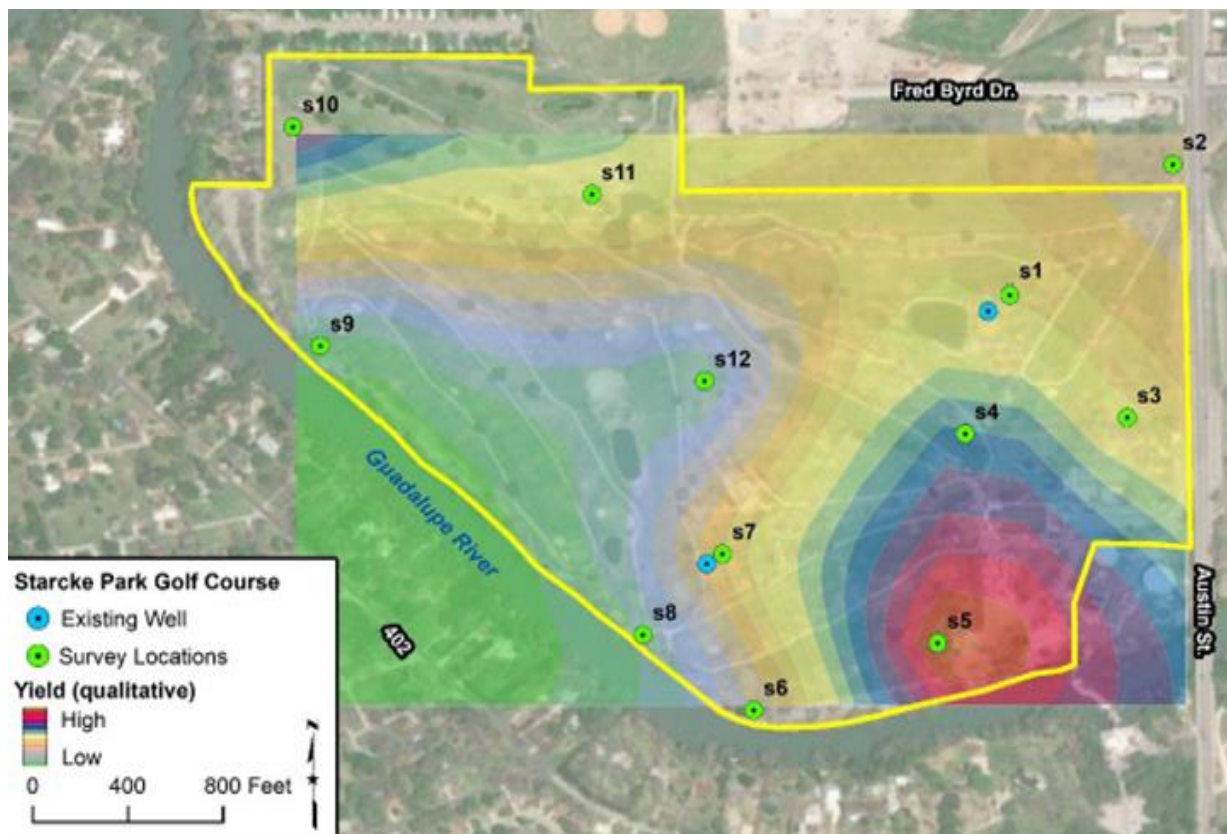 Fred Byrd Dr.
s10
s2
s11
s1
s9
s12
s3
s4
Guadalupe River
s7
s8
s5
s6
402
Austin St.
Starcke Park Golf Course
Existing Well
Survey Locations
Yield (qualitative)
High
Low
0 400 800 Feet